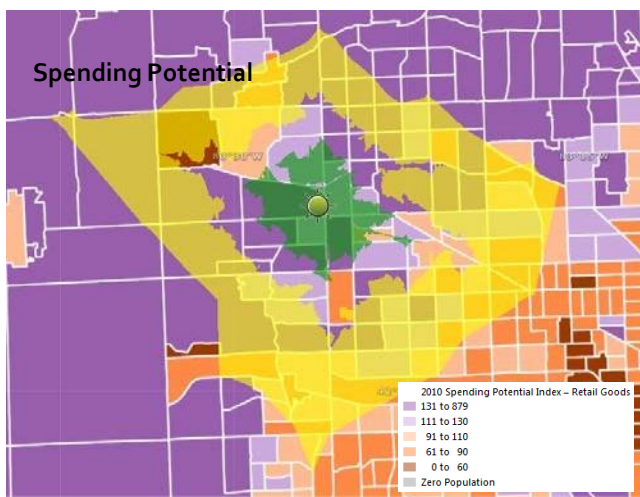 Spending Potential
2010 Spending Potential Index – Retail Goods
131 to 879
111 to 130
91 to 110
61 to 90
0 to 60
Zero Population